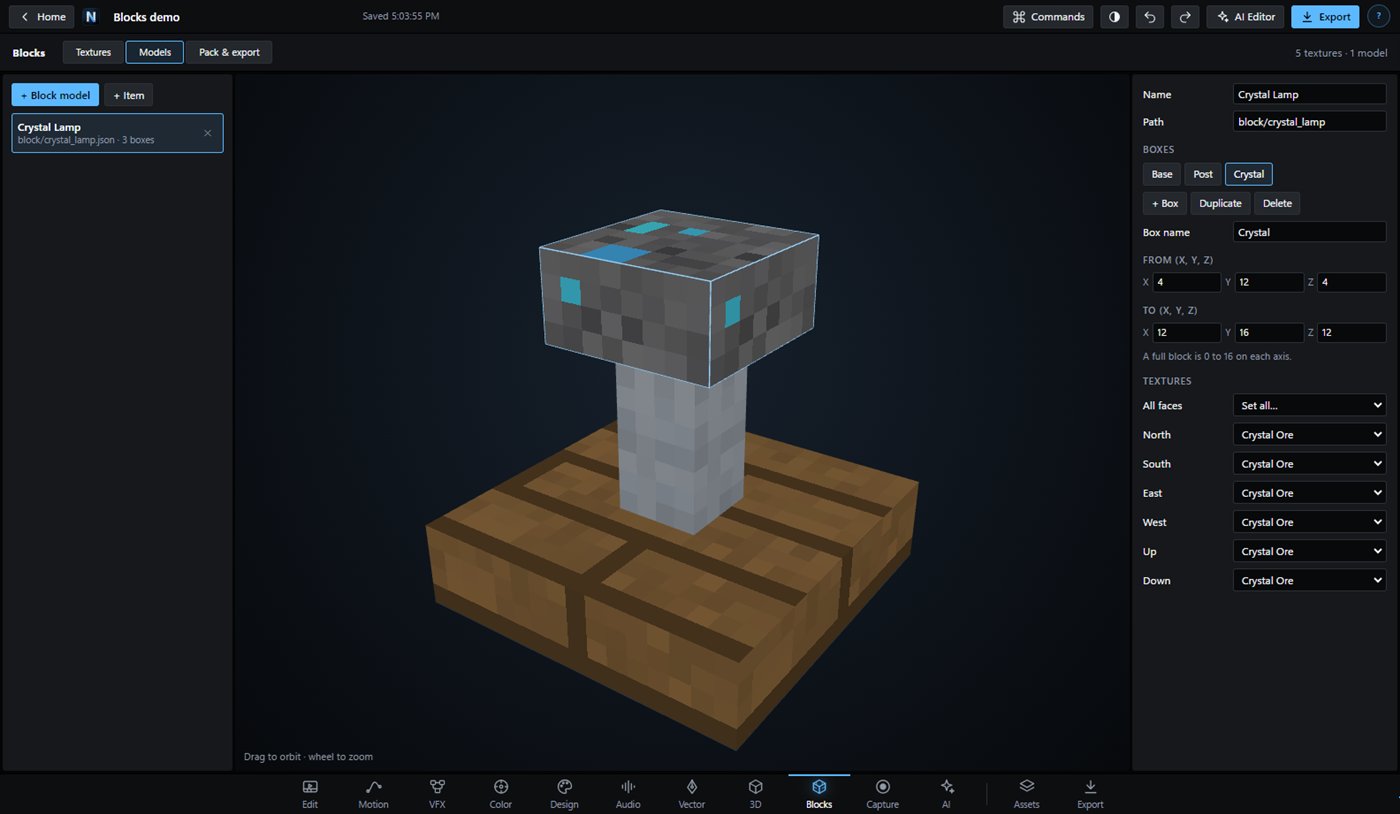 Home
N
Blocks demo
Saved 5:03:55 PM
Commands
AI Editor
Export
?
Blocks
Textures
Models
Pack & export
5 textures · 1 model
+ Block model
+ Item
Crystal Lamp
block/crystal_lamp.json · 3 boxes
Drag to orbit · wheel to zoom
Name
Crystal Lamp
Path
block/crystal_lamp
BOXES
Base
Post
Crystal
+ Box
Duplicate
Delete
Box name
Crystal
FROM (X, Y, Z)
X 4 Y 12 Z 4
TO (X, Y, Z)
X 12 Y 16 Z 12
A full block is 0 to 16 on each axis.
TEXTURES
All faces
Set all...
North
Crystal Ore
South
Crystal Ore
East
Crystal Ore
West
Crystal Ore
Up
Crystal Ore
Down
Crystal Ore
Edit
Motion
VFX
Color
Design
Audio
Vector
3D
Blocks
Capture
AI
Assets
Export